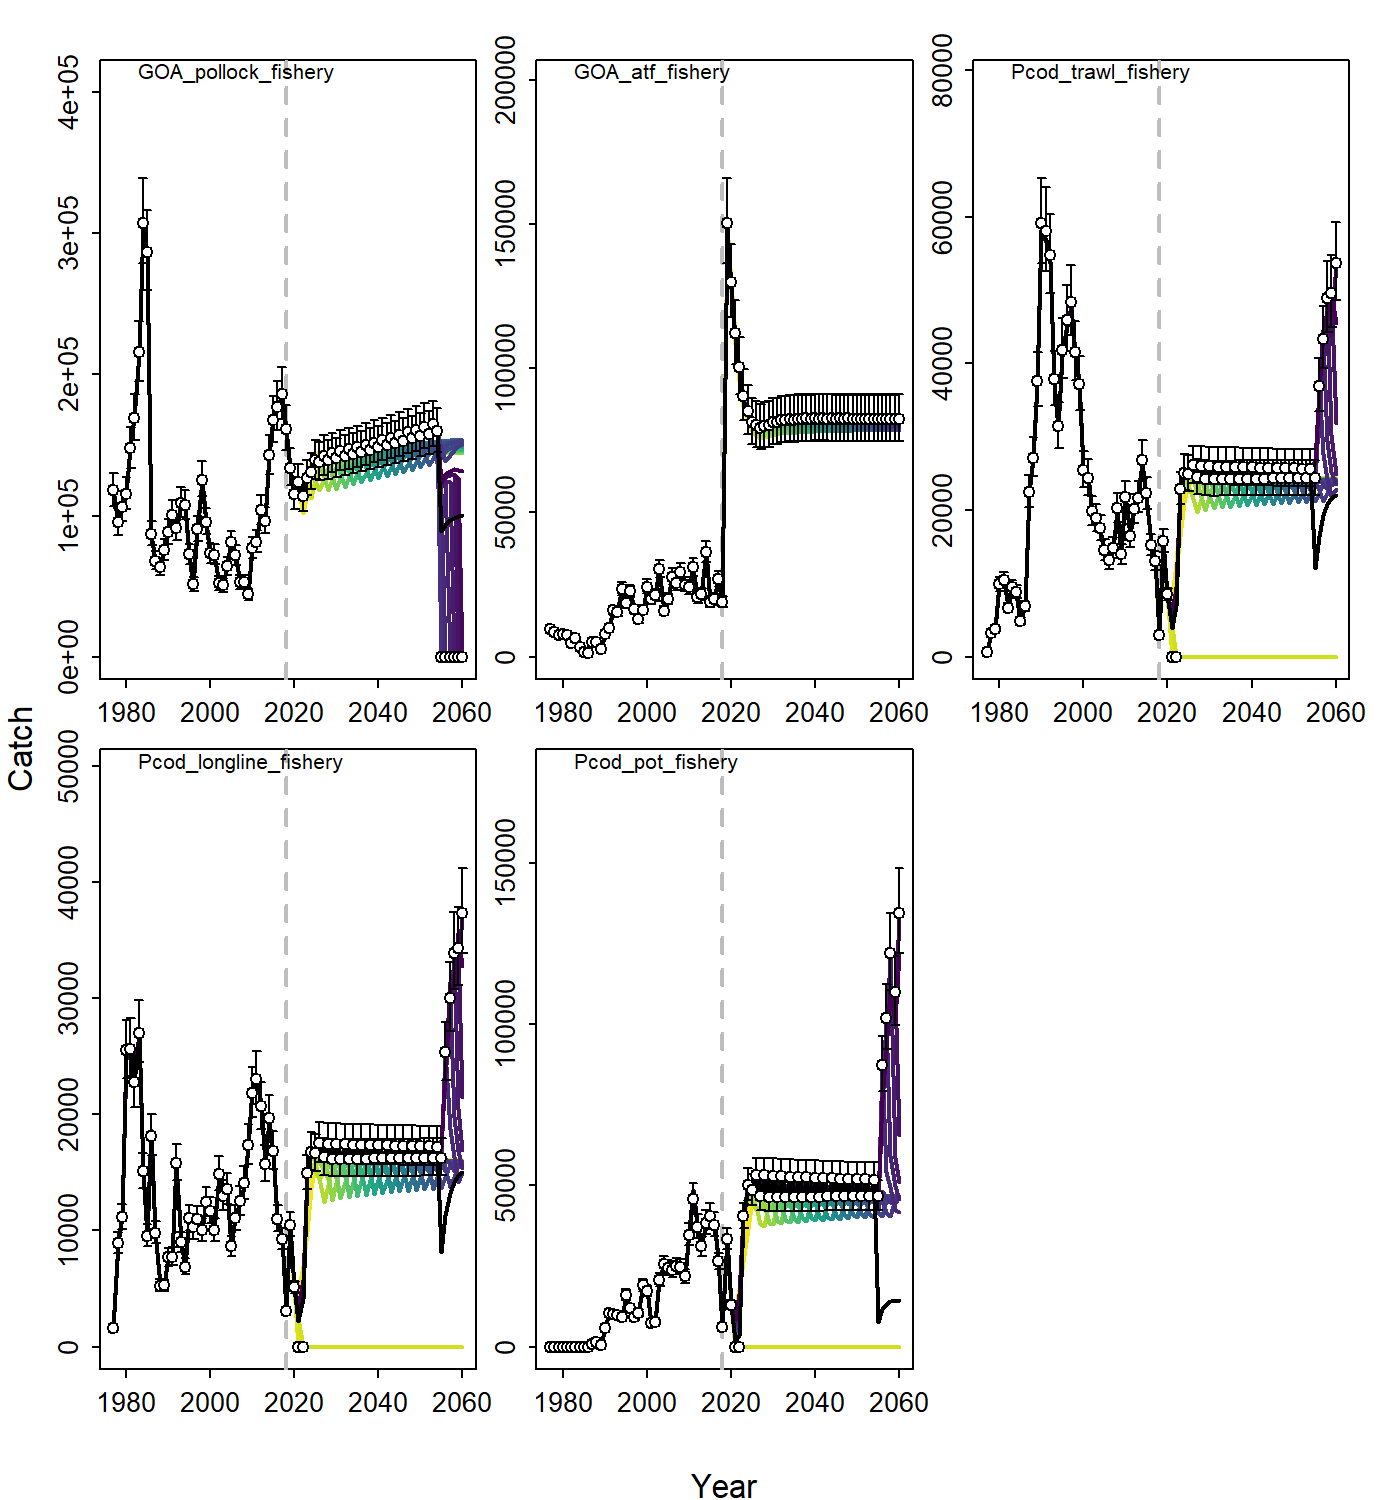 GOA_pollock_fishery
0e+00 1e+05 2e+05 3e+05 4e+05
1980 2000 2020 2040 2060
GOA_atf_fishery
0 50000 100000 150000 200000
1980 2000 2020 2040 2060
Pcod_trawl_fishery
0 20000 40000 60000 80000
1980 2000 2020 2040 2060
Catch
Pcod_longline_fishery
0 10000 20000 30000 40000 50000
1980 2000 2020 2040 2060
Pcod_pot_fishery
0 50000 100000 150000
1980 2000 2020 2040 2060
Year